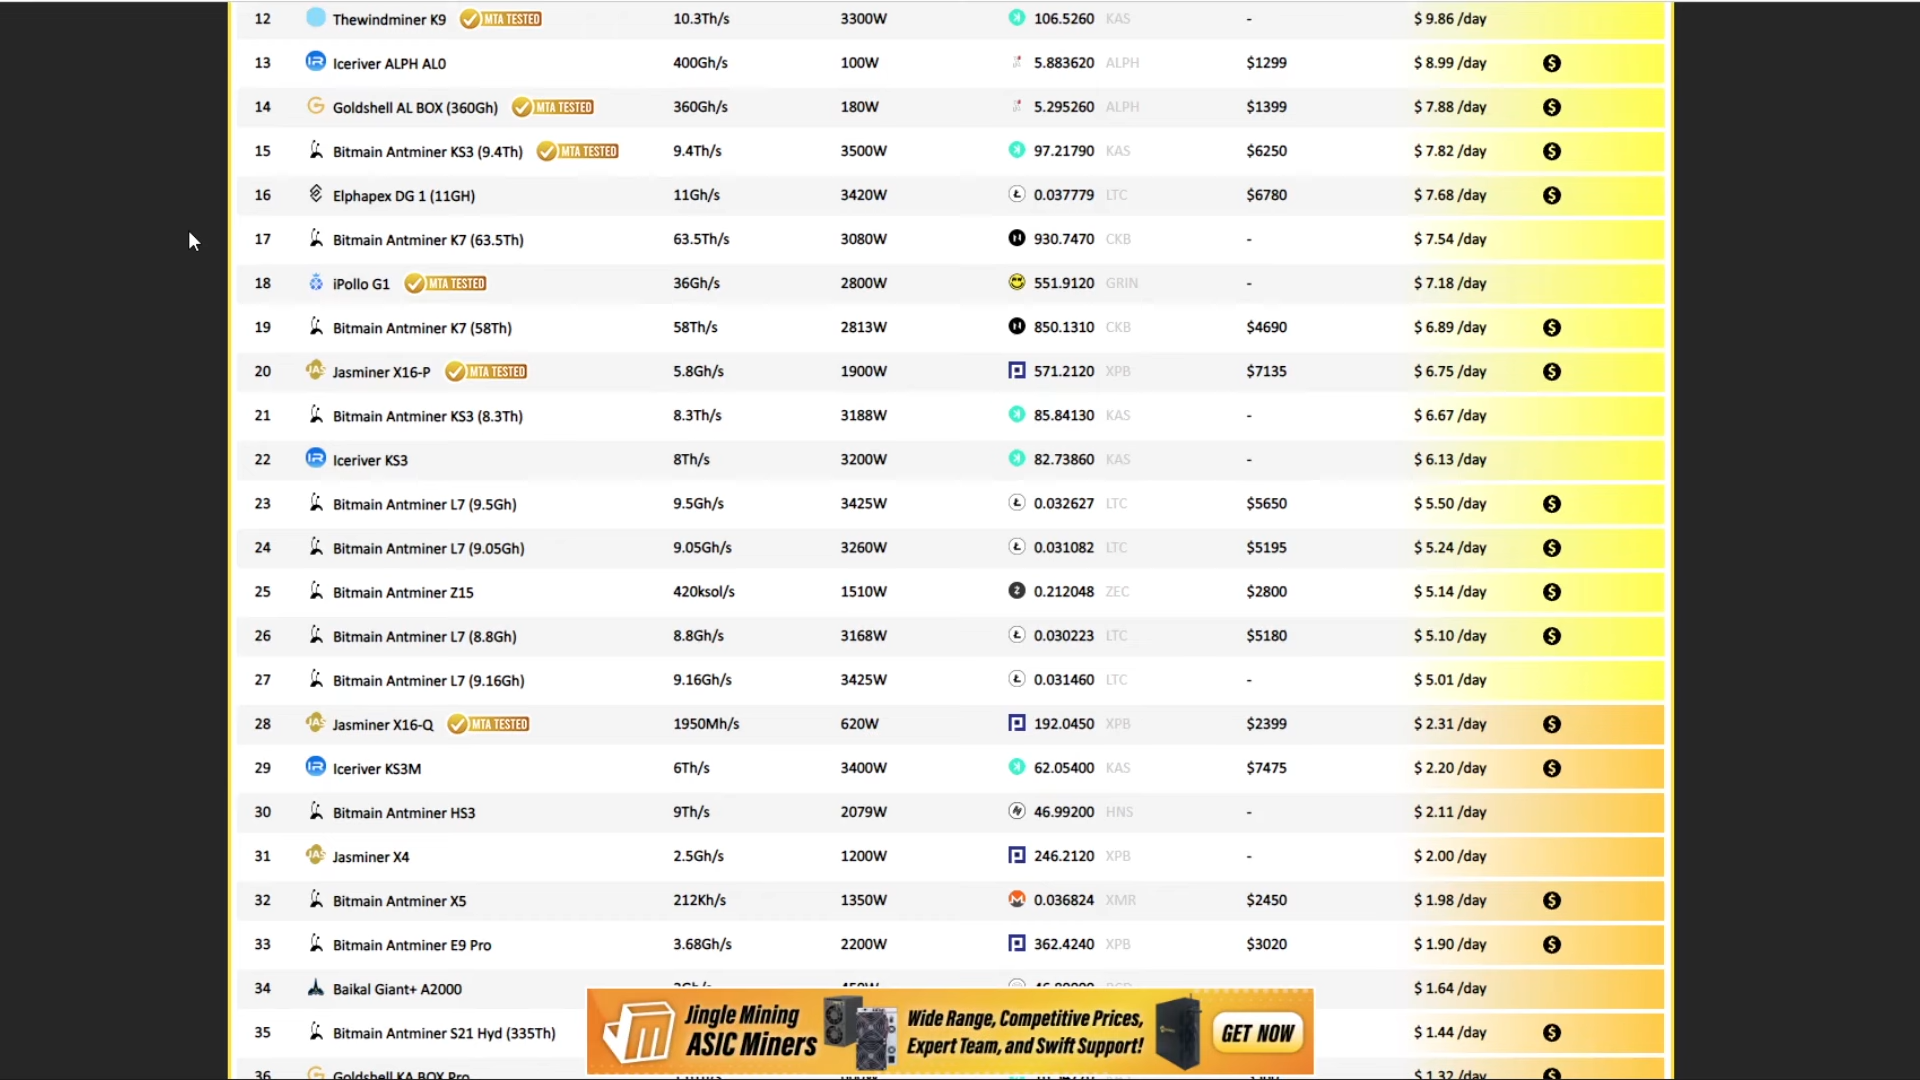 12 Thewindminer K9 MTA TESTED 10.3Th/s 3300W 106.5260 KAS - $ 9.86 /day
13 Iceriver ALPH AL0 400Gh/s 100W 5.883620 ALPH $1299 $ 8.99 /day
14 Goldshell AL BOX (360Gh) MTA TESTED 360Gh/s 180W 5.295260 ALPH $1399 $ 7.88 /day
15 Bitmain Antminer KS3 (9.4Th) MTA TESTED 9.4Th/s 3500W 97.21790 KAS $6250 $ 7.82 /day
16 Elphapex DG 1 (11GH) 11Gh/s 3420W 0.037779 LTC $6780 $ 7.68 /day
17 Bitmain Antminer K7 (63.5Th) 63.5Th/s 3080W 930.7470 CKB - $ 7.54 /day
18 iPollo G1 MTA TESTED 36Gh/s 2800W 551.9120 GRIN - $ 7.18 /day
19 Bitmain Antminer K7 (58Th) 58Th/s 2813W 850.1310 CKB $4690 $ 6.89 /day
20 Jasminer X16-P MTA TESTED 5.8Gh/s 1900W 571.2120 XPB $7135 $ 6.75 /day
21 Bitmain Antminer KS3 (8.3Th) 8.3Th/s 3188W 85.84130 KAS - $ 6.67 /day
22 Iceriver KS3 8Th/s 3200W 82.73860 KAS - $ 6.13 /day
23 Bitmain Antminer L7 (9.5Gh) 9.5Gh/s 3425W 0.032627 LTC $5650 $ 5.50 /day
24 Bitmain Antminer L7 (9.05Gh) 9.05Gh/s 3260W 0.031082 LTC $5195 $ 5.24 /day
25 Bitmain Antminer Z15 420ksol/s 1510W 0.212048 ZEC $2800 $ 5.14 /day
26 Bitmain Antminer L7 (8.8Gh) 8.8Gh/s 3168W 0.030223 LTC $5180 $ 5.10 /day
27 Bitmain Antminer L7 (9.16Gh) 9.16Gh/s 3425W 0.031460 LTC - $ 5.01 /day
28 Jasminer X16-Q MTA TESTED 1950Mh/s 620W 192.0450 XPB $2399 $ 2.31 /day
29 Iceriver KS3M 6Th/s 3400W 62.05400 KAS $7475 $ 2.20 /day
30 Bitmain Antminer HS3 9Th/s 2079W 46.99200 HNS - $ 2.11 /day
31 Jasminer X4 2.5Gh/s 1200W 246.2120 XPB - $ 2.00 /day
32 Bitmain Antminer X5 212Kh/s 1350W 0.036824 XMR $2450 $ 1.98 /day
33 Bitmain Antminer E9 Pro 3.68Gh/s 2200W 362.4240 XPB $3020 $ 1.90 /day
34 Baikal Giant+ A2000 $ 1.64 /day
35 Bitmain Antminer S21 Hyd (335Th) $ 1.44 /day
36 Goldshell KA BOX Pro $ 1.32 /day
Jingle Mining
ASIC Miners
Wide Range, Competitive Prices,
Expert Team, and Swift Support!
GET NOW